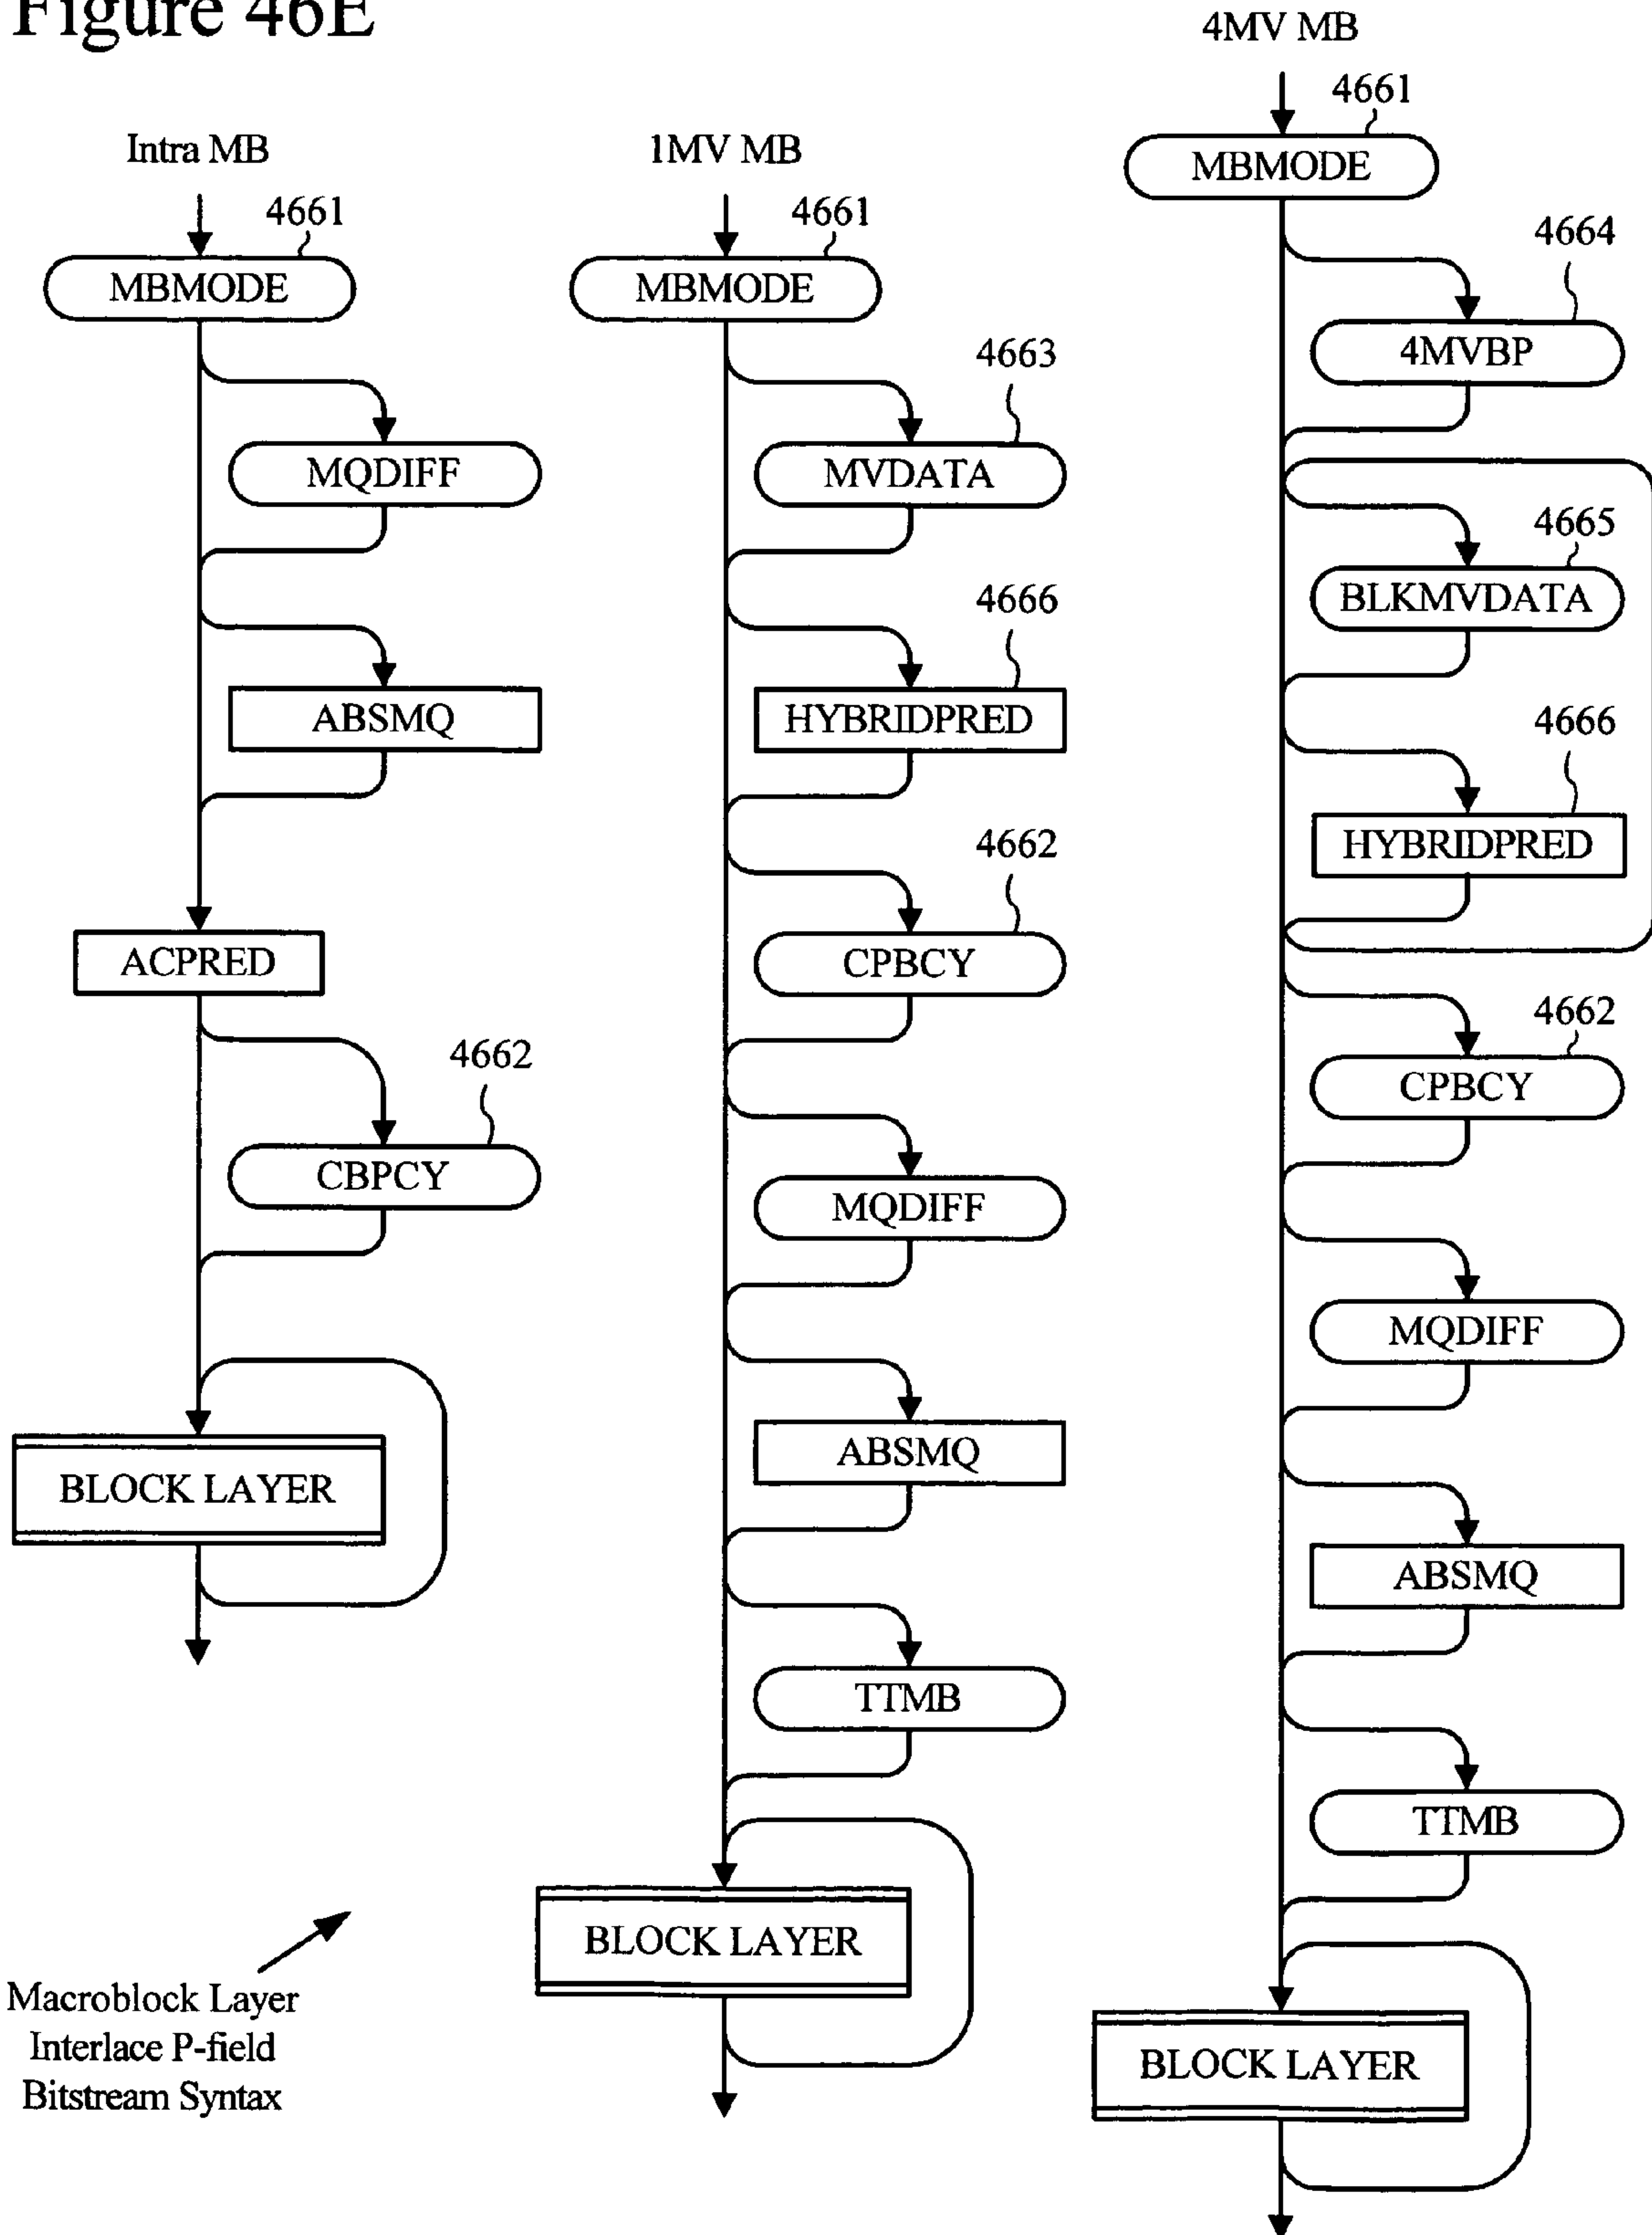 Figure 46E
Intra MB
4661
MBMODE
MQDIFF
ABSMQ
ACPRED
4662
CBPCY
BLOCK LAYER
Macroblock Layer
Interlace P-field
Bitstream Syntax
1MV MB
4661
MBMODE
4663
MVDATA
4666
HYBRIDPRED
4662
CPBCY
MQDIFF
ABSMQ
TTMB
BLOCK LAYER
4MV MB
4661
MBMODE
4664
4MVBP
4665
BLKMVDATA
4666
HYBRIDPRED
4662
CPBCY
MQDIFF
ABSMQ
TTMB
BLOCK LAYER